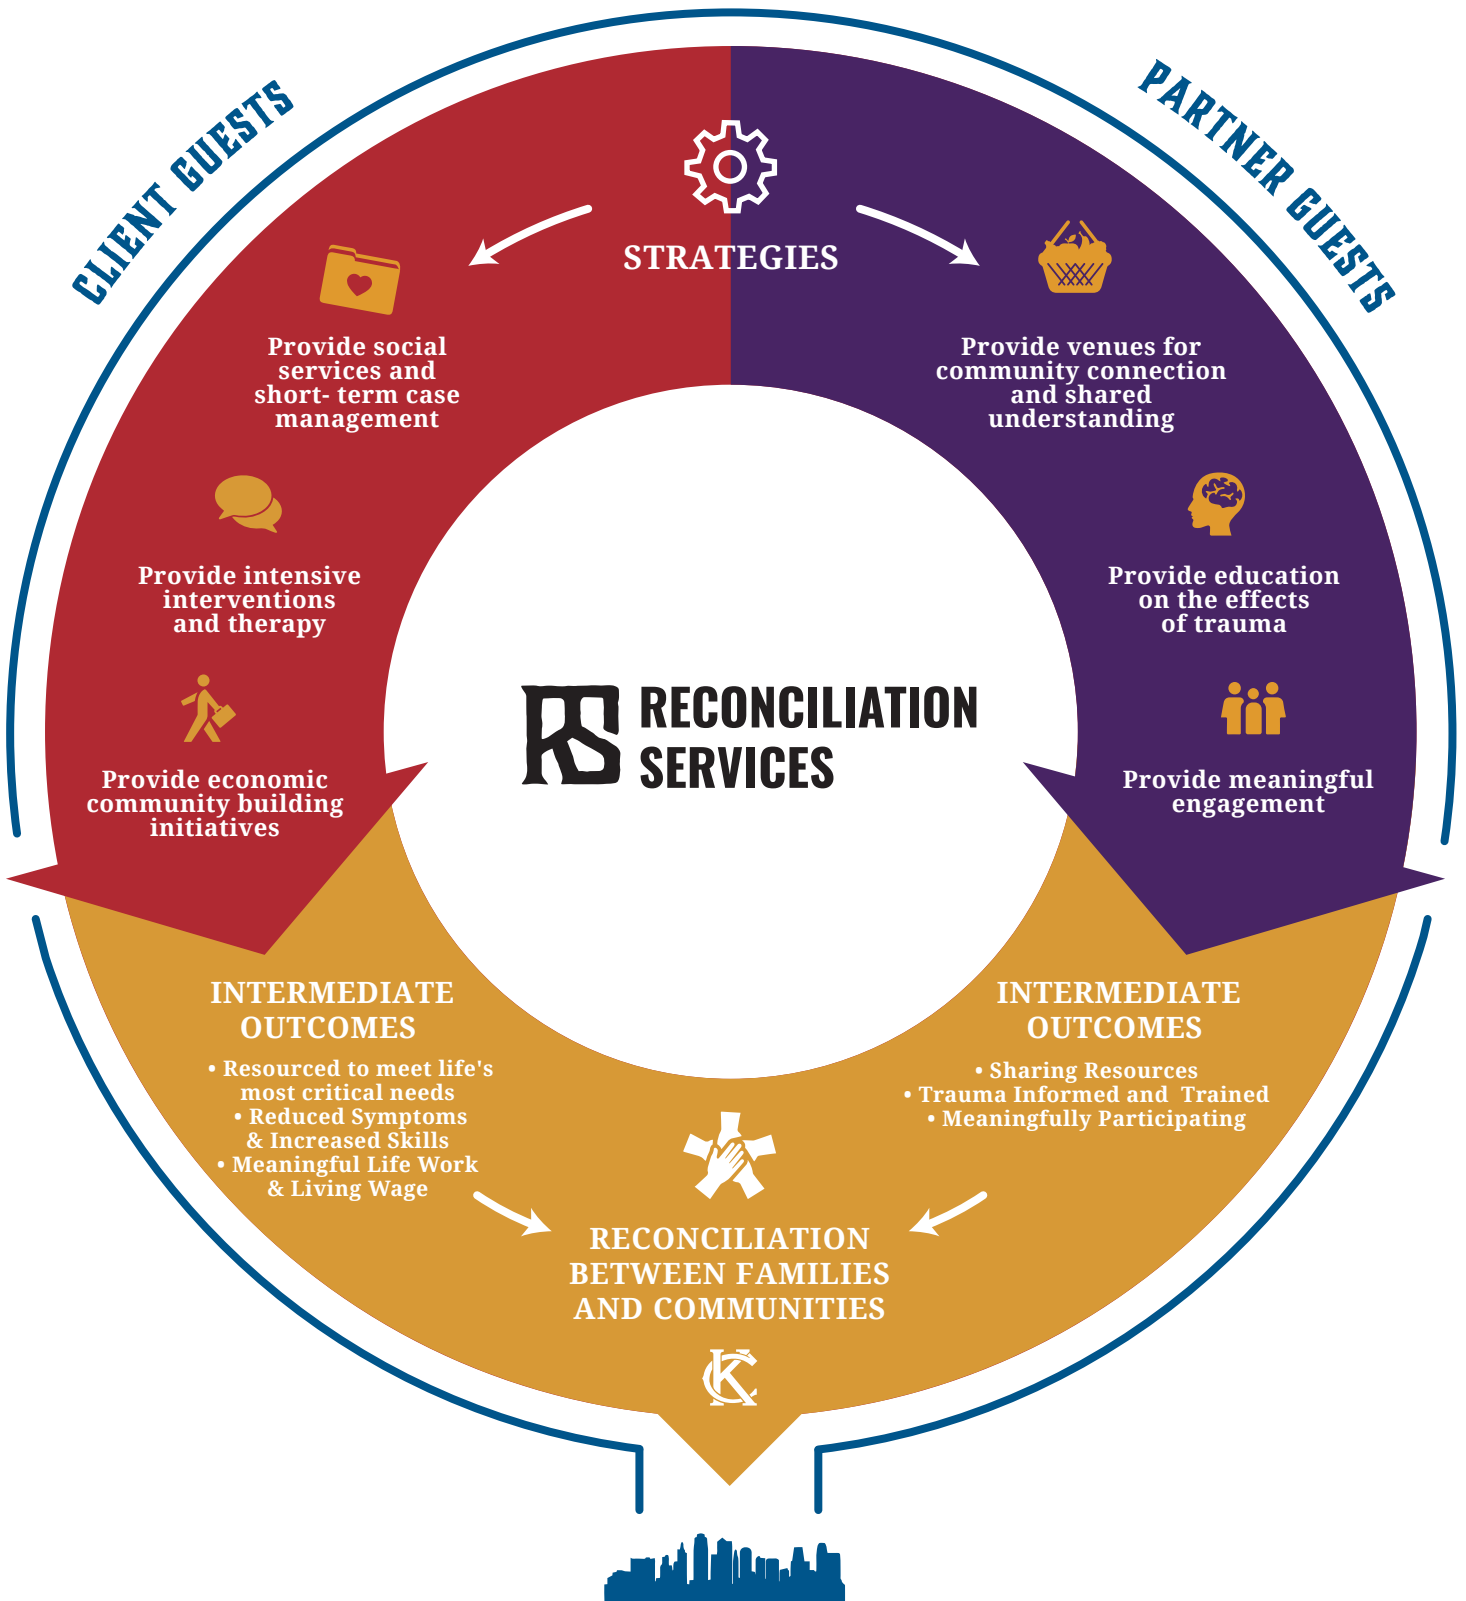 CLIENT GUESTS
PARTNER GUESTS
STRATEGIES
Provide social
services and
short- term case
management
Provide intensive
interventions
and therapy
Provide economic
community building
initiatives
Provide venues for
community connection
and shared
understanding
Provide education
on the effects
of trauma
Provide meaningful
engagement
RS
RECONCILIATION
SERVICES
INTERMEDIATE
OUTCOMES
• Resourced to meet life's
most critical needs
• Reduced Symptoms
& Increased Skills
• Meaningful Life Work
& Living Wage
INTERMEDIATE
OUTCOMES
• Sharing Resources
• Trauma Informed and  Trained
• Meaningfully Participating
RECONCILIATION
BETWEEN FAMILIES
AND COMMUNITIES
KC